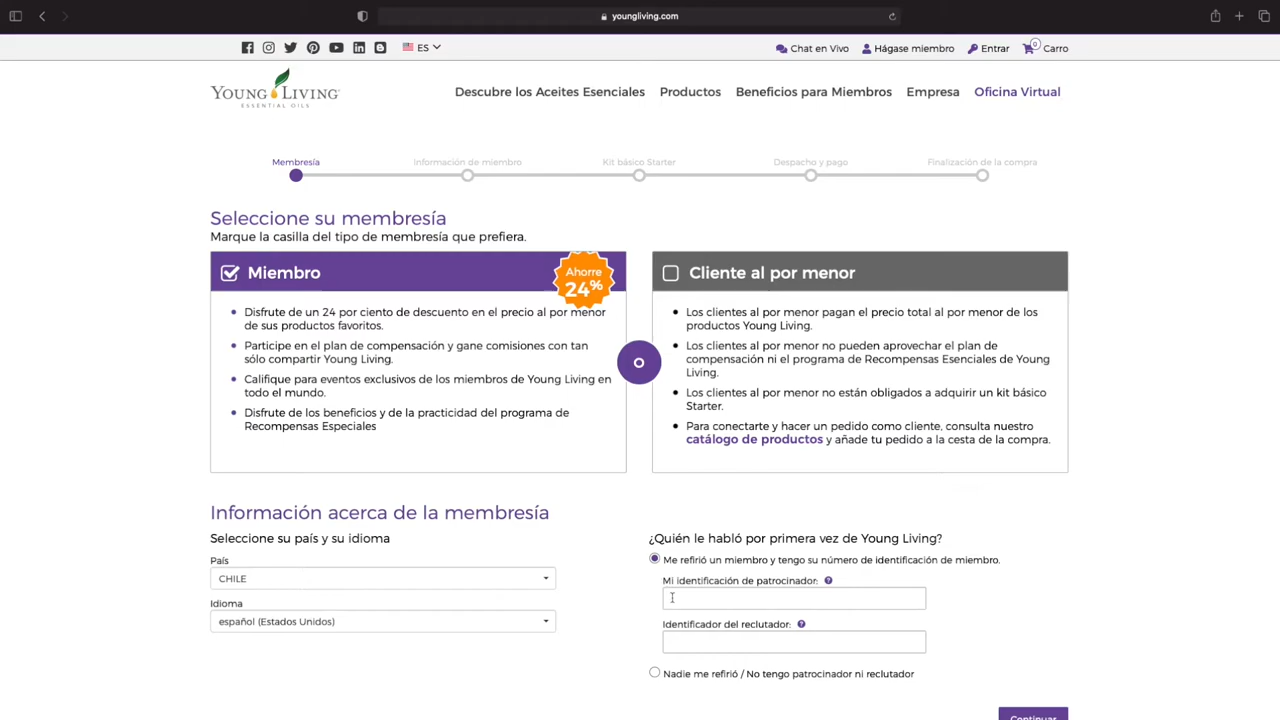 youngliving.com
ES
Chat en Vivo
Hágase miembro
Entrar
0
Carro
YOUNG LIVING
ESSENTIAL OILS
Descubre los Aceites Esenciales
Productos
Beneficios para Miembros
Empresa
Oficina Virtual
Membresía
Información de miembro
Kit básico Starter
Despacho y pago
Finalización de la compra
Seleccione su membresía
Marque la casilla del tipo de membresía que prefiera.
Miembro
Ahorre
24%
Disfrute de un 24 por ciento de descuento en el precio al por menor
de sus productos favoritos.
Participe en el plan de compensación y gane comisiones con tan
sólo compartir Young Living.
Califique para eventos exclusivos de los miembros de Young Living en
todo el mundo.
Disfrute de los beneficios y de la practicidad del programa de
Recompensas Especiales
O
Cliente al por menor
Los clientes al por menor pagan el precio total al por menor de los
productos Young Living.
Los clientes al por menor no pueden aprovechar el plan de
compensación ni el programa de Recompensas Esenciales de Young
Living.
Los clientes al por menor no están obligados a adquirir un kit básico
Starter.
Para conectarte y hacer un pedido como cliente, consulta nuestro
catálogo de productos y añade tu pedido a la cesta de la compra.
Información acerca de la membresía
Seleccione su país y su idioma
País
CHILE
Idioma
español (Estados Unidos)
¿Quién le habló por primera vez de Young Living?
Me refirió un miembro y tengo su número de identificación de miembro.
Mi identificación de patrocinador: ?
Identificador del reclutador: ?
Nadie me refirió / No tengo patrocinador ni reclutador
Continuar